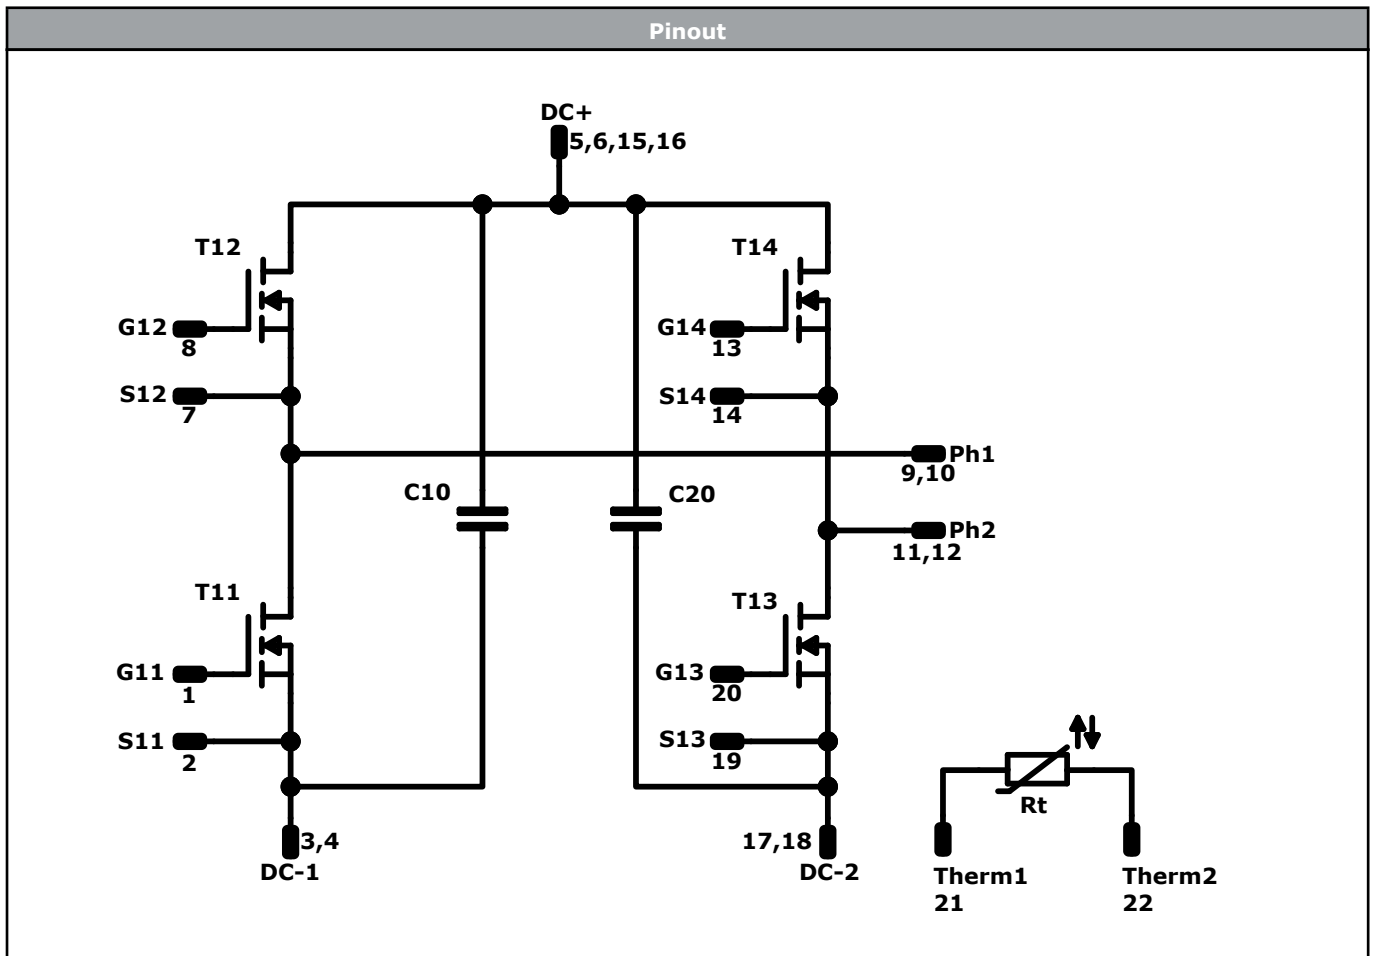 Pinout
DC+
5,6,15,16
T12
T14
G12
8
G14
13
S12
7
S14
14
Ph1
9,10
C10
C20
Ph2
11,12
T11
T13
G11
1
G13
20
S11
2
S13
19
Rt
3,4
DC-1
17,18
DC-2
Therm1
21
Therm2
22